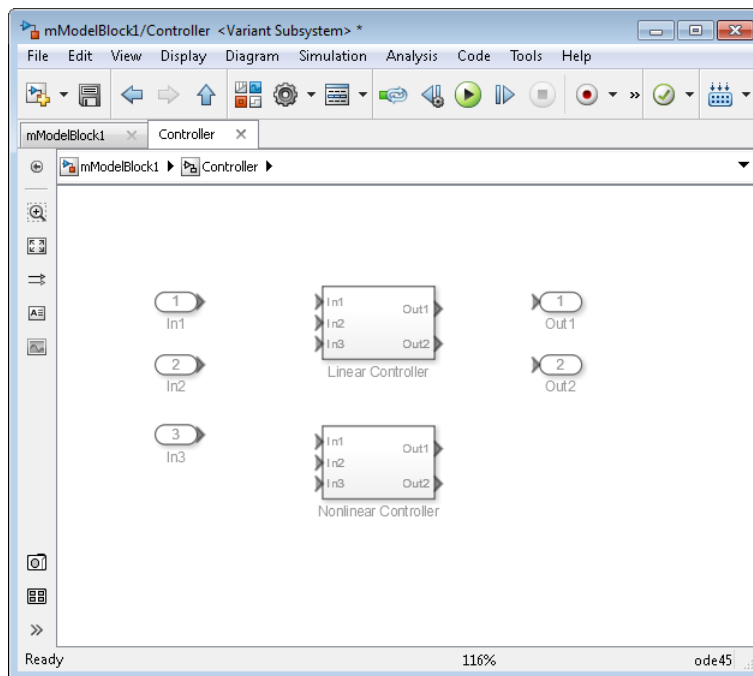 mModelBlock1/Controller <Variant Subsystem> *
File Edit View Display Diagram Simulation Analysis Code Tools Help
mModelBlock1 Controller
mModelBlock1 Controller
1
In1
2
In2
3
In3
In1
In2
In3
Out1
Out2
Linear Controller
In1
In2
In3
Out1
Out2
Nonlinear Controller
1
Out1
2
Out2
Ready 116% ode45